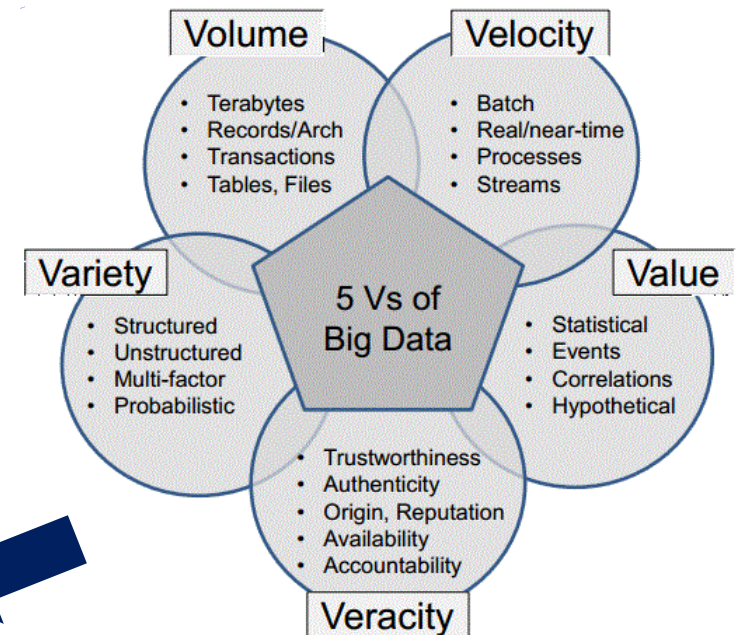 Volume
• Terabytes
• Records/Arch
• Transactions
• Tables, Files
Velocity
• Batch
• Real/near-time
• Processes
• Streams
Variety
• Structured
• Unstructured
• Multi-factor
• Probabilistic
5 Vs of
Big Data
Value
• Statistical
• Events
• Correlations
• Hypothetical
• Trustworthiness
• Authenticity
• Origin, Reputation
• Availability
• Accountability
Veracity